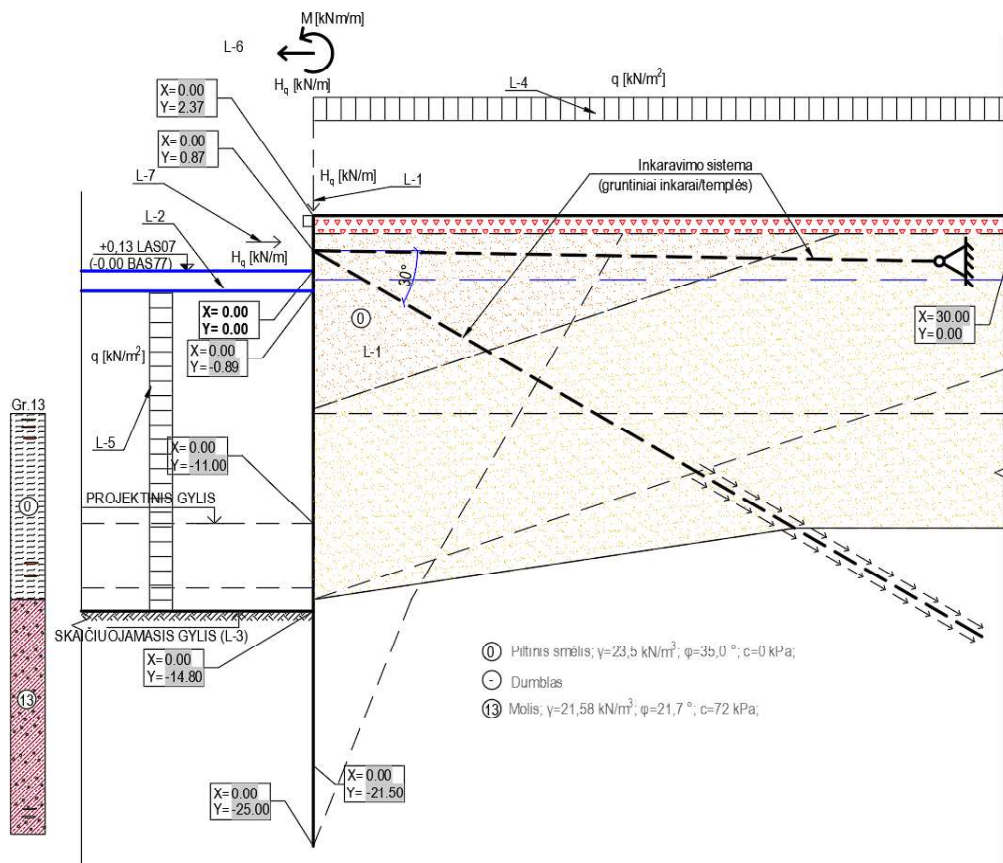 M [kNm/m]
L-6
Hq [kN/m]
q [kN/m²]
L-4
X= 0.00
Y= 2.37
X= 0.00
Y= 0.87
Inkaravimo sistema
(gruntiniai inkarai/templės)
Hq [kN/m]
L-1
L-7
L-2
+0,13 LAS07
(-0.00 BAS77)
Hq [kN/m]
30°
X= 0.00
Y= 0.00
X= 0.00
Y= -0.89
0
L-1
X= 30.00
Y= 0.00
q [kN/m²]
Gr.13
L-5
X= 0.00
Y= -11.00
PROJEKTINIS GYLIS
0
SKAIČIUOJAMASIS GYLIS (L-3)
X= 0.00
Y= -14.80
0 Piltinis smėlis; γ=23,5 kN/m³; φ=35,0 °; c=0 kPa;
- Dumblas
13 Molis; γ=21,58 kN/m³; φ=21,7 °; c=72 kPa;
13
X= 0.00
Y= -21.50
X= 0.00
Y= -25.00